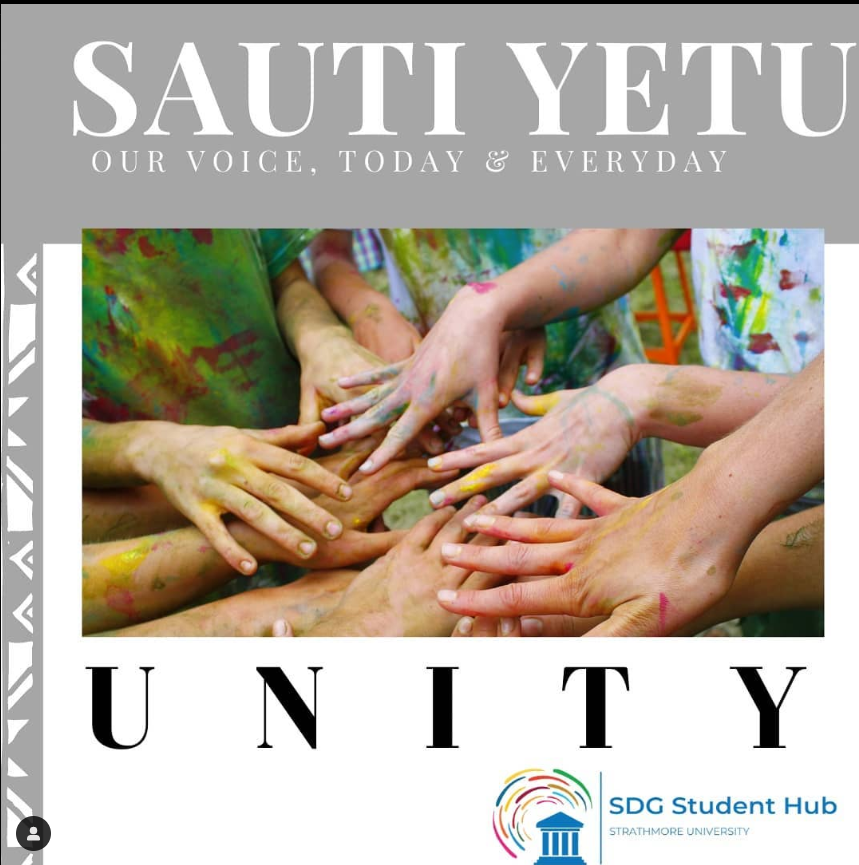 SAUTI YETU
OUR VOICE, TODAY & EVERYDAY
UNITY
SDG Student Hub
STRATHMORE UNIVERSITY